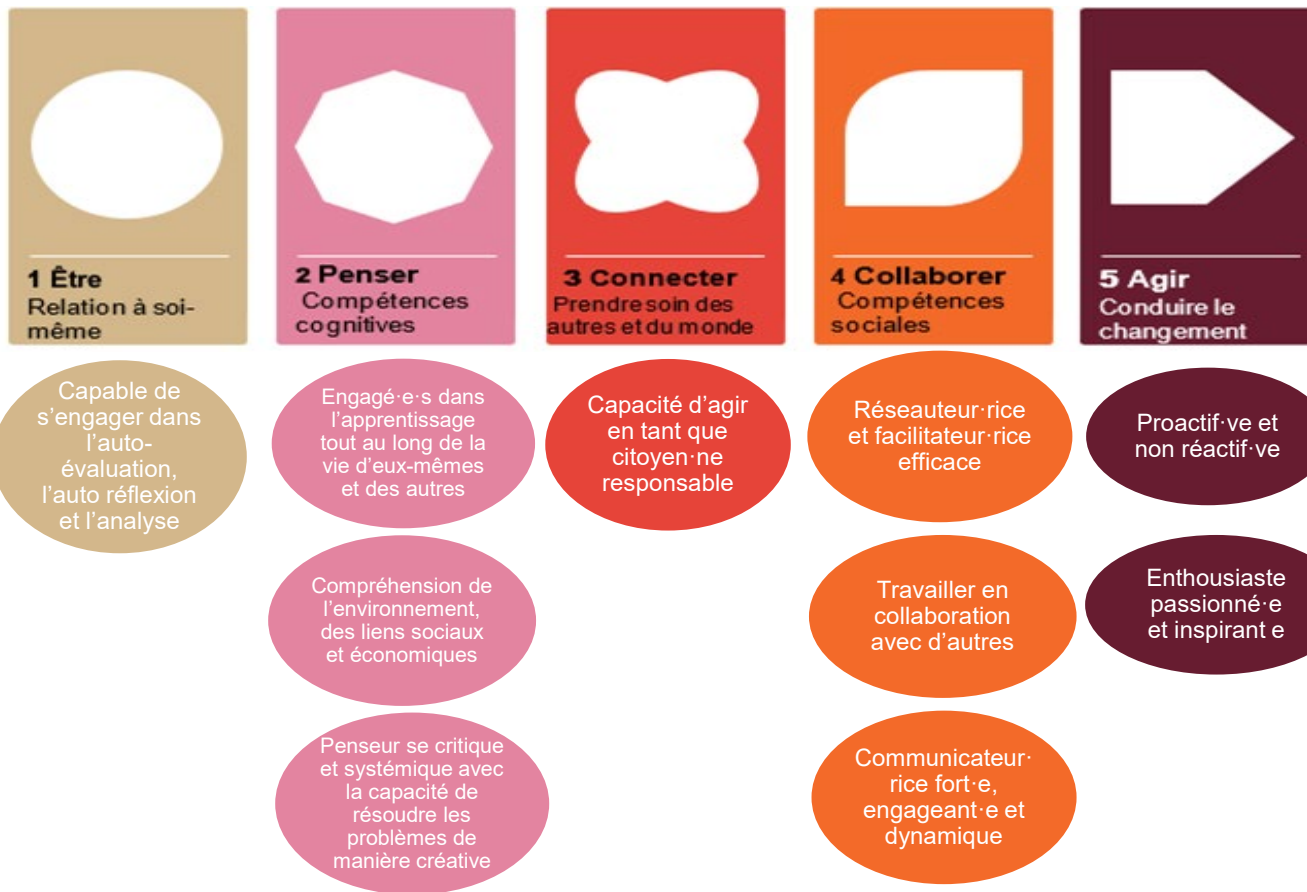 1 Être
Relation à soi-
même
2 Penser
Compétences
cognitives
3 Connecter
Prendre soin des
autres et du monde
4 Collaborer
Compétences
sociales
5 Agir
Conduire le
changement
Capable de
s’engager dans
l’auto-
évaluation,
l’auto réflexion
et l’analyse
Engagé·e·s dans
l’apprentissage
tout au long de la
vie d’eux-mêmes
et des autres
Capacité d’agir
en tant que
citoyen·ne
responsable
Réseauteur·rice
et facilitateur·rice
efficace
Proactif·ve et
non réactif·ve
Compréhension de
l’environnement,
des liens sociaux
et économiques
Travailler en
collaboration
avec d’autres
Enthousiaste
passionné·e
et inspirant e
Penseur se critique
et systémique avec
la capacité de
résoudre les
problèmes de
manière créative
Communicateur·
rice fort·e,
engageant·e et
dynamique